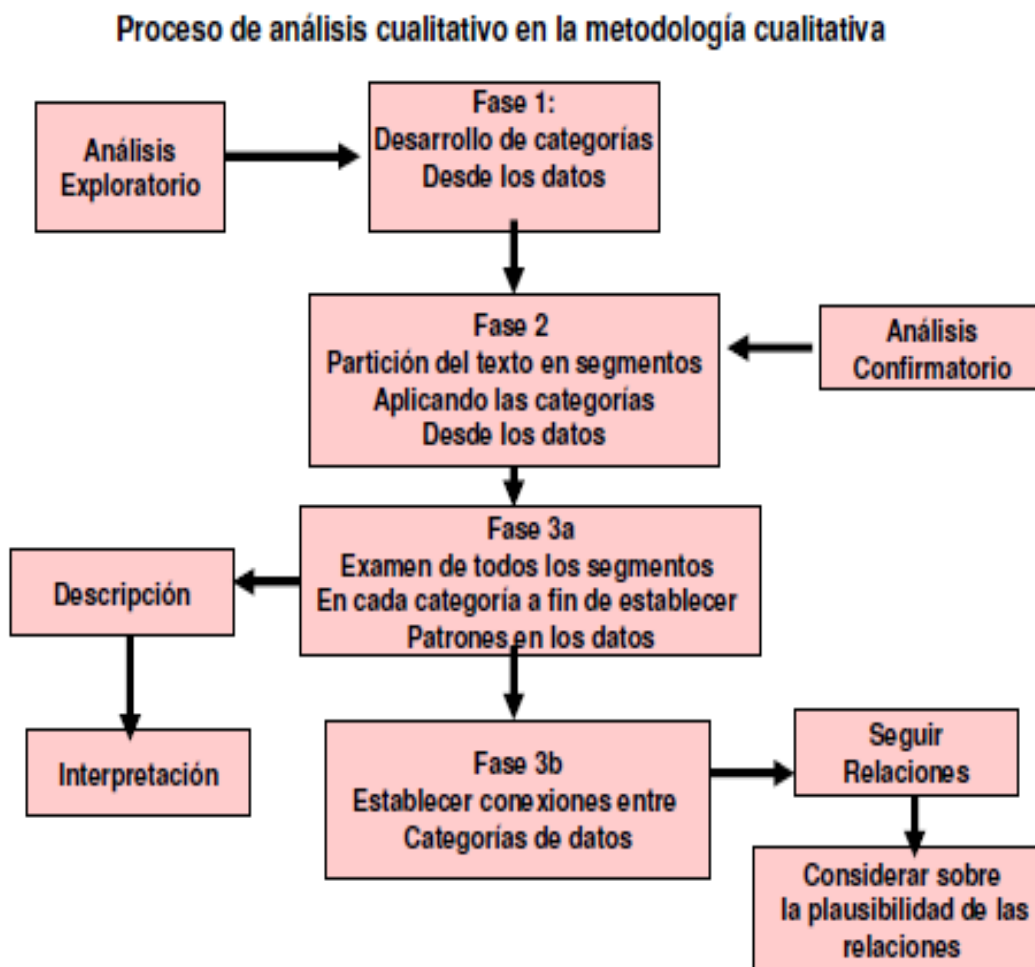 Proceso de análisis cualitativo en la metodología cualitativa
Análisis
Exploratorio
Fase 1:
Desarrollo de categorías
Desde los datos
Fase 2
Partición del texto en segmentos
Aplicando las categorías
Desde los datos
Análisis
Confirmatorio
Fase 3a
Examen de todos los segmentos
En cada categoría a fin de establecer
Patrones en los datos
Descripción
Interpretación
Fase 3b
Establecer conexiones entre
Categorías de datos
Seguir
Relaciones
Considerar sobre
la plausibilidad de las
relaciones